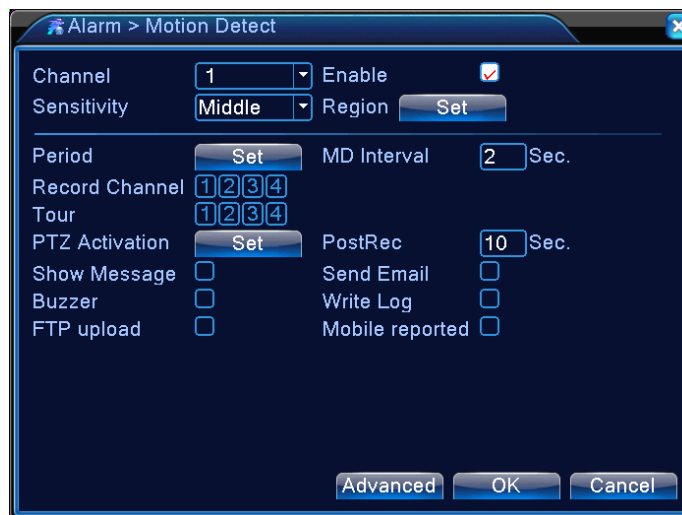 Alarm > Motion Detect
Channel 1 Enable
Sensitivity Middle Region Set
Period Set MD Interval 2 Sec.
Record Channel 1 2 3 4
Tour 1 2 3 4
PTZ Activation Set PostRec 10 Sec.
Show Message Send Email
Buzzer Write Log
FTP upload Mobile reported
Advanced OK Cancel